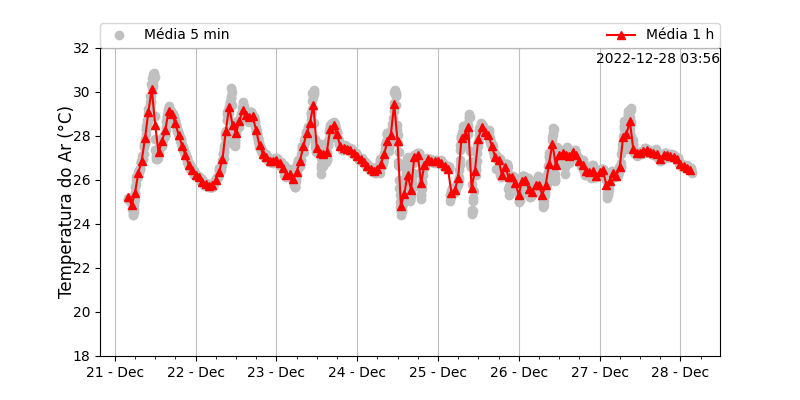 Média 5 min
Média 1 h
2022-12-28 03:56
Temperatura do Ar (°C)
32
30
28
26
24
22
20
18
21 - Dec
22 - Dec
23 - Dec
24 - Dec
25 - Dec
26 - Dec
27 - Dec
28 - Dec